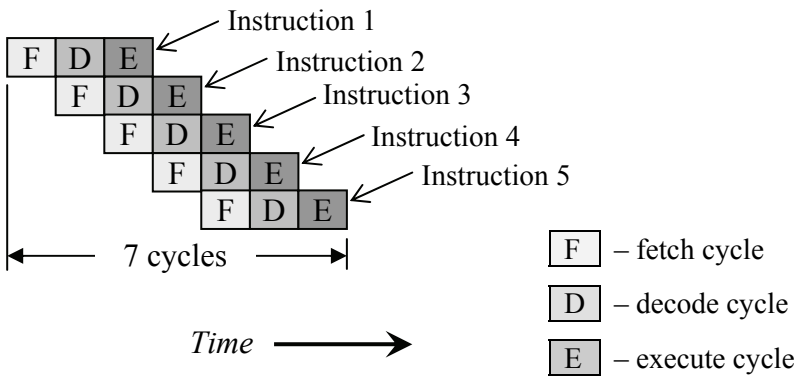 Instruction 1
F D E
Instruction 2
F D E
Instruction 3
F D E
Instruction 4
F D E
Instruction 5
F D E
7 cycles
F – fetch cycle
D – decode cycle
Time
E – execute cycle